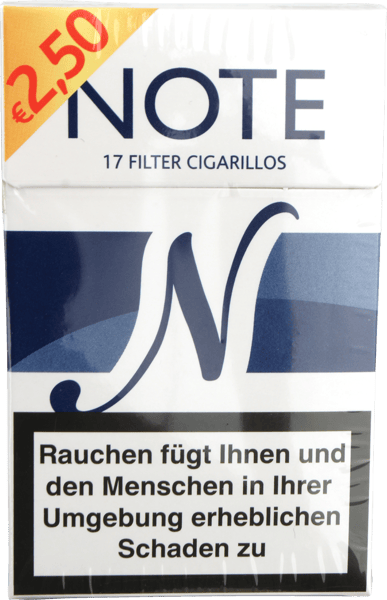 €2,50
NOTE
17 FILTER CIGARILLOS
N
Rauchen fügt Ihnen und
den Menschen in Ihrer
Umgebung erheblichen
Schaden zu